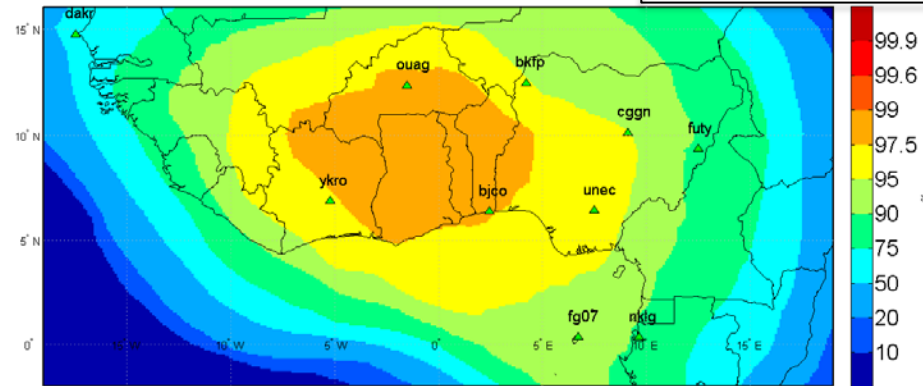 dakr
15° N
ouag
bkfp
cggn
10° N
futy
ykro
bjco
unec
5° N
fg07
nklg
0°
15° W
10° W
5° W
0°
5° E
10° E
15° E
99.9
99.6
99
97.5
95
90
75
50
20
10